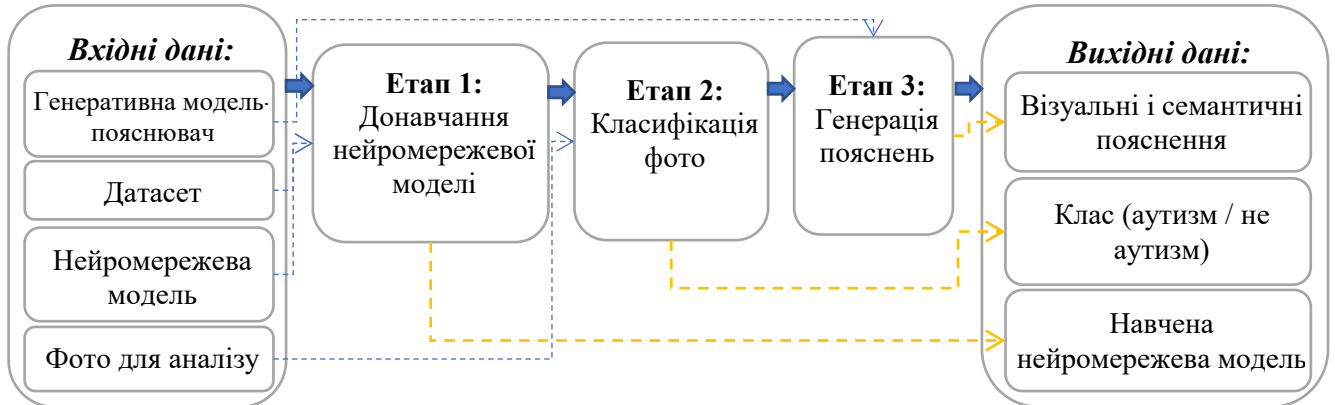 Вхідні дані:
Генеративна модель-
пояснювач
Датасет
Нейромережева
модель
Фото для аналізу
Етап 1:
Донавчання
нейромережевої
моделі
Етап 2:
Класифікація
фото
Етап 3:
Генерація
пояснень
Вихідні дані:
Візуальні і семантичні
пояснення
Клас (аутизм / не
аутизм)
Навчена
нейромережева модель